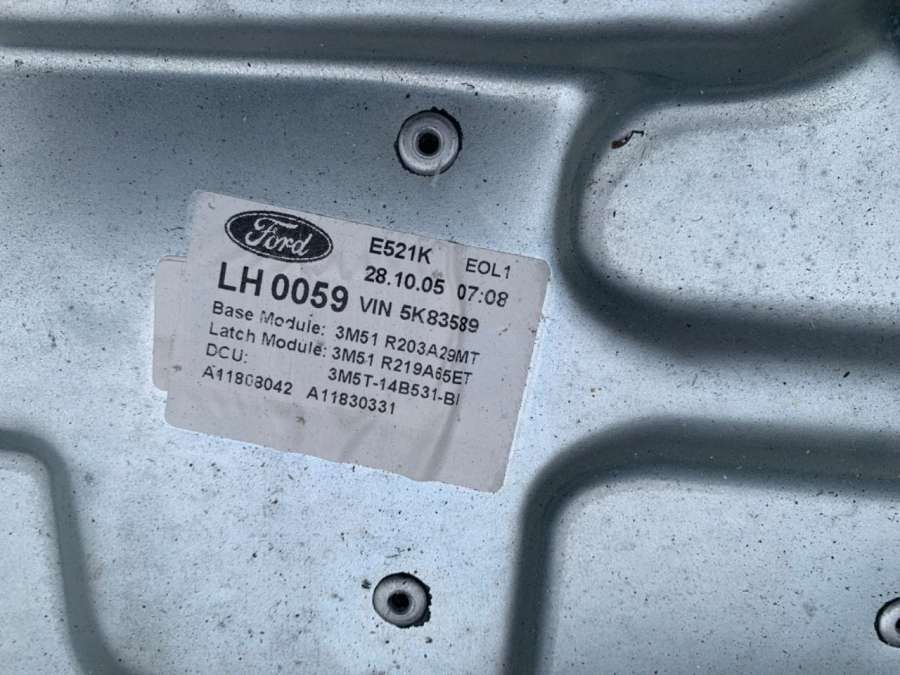 Ford
E521K EOL1
28.10.05 07:08
LH 0059 VIN 5K83589
Base Module: 3M51 R203A29MT
Latch Module: 3M51 R219A65ET
DCU: 3M5T-14B531-BI
A11808042 A11830331